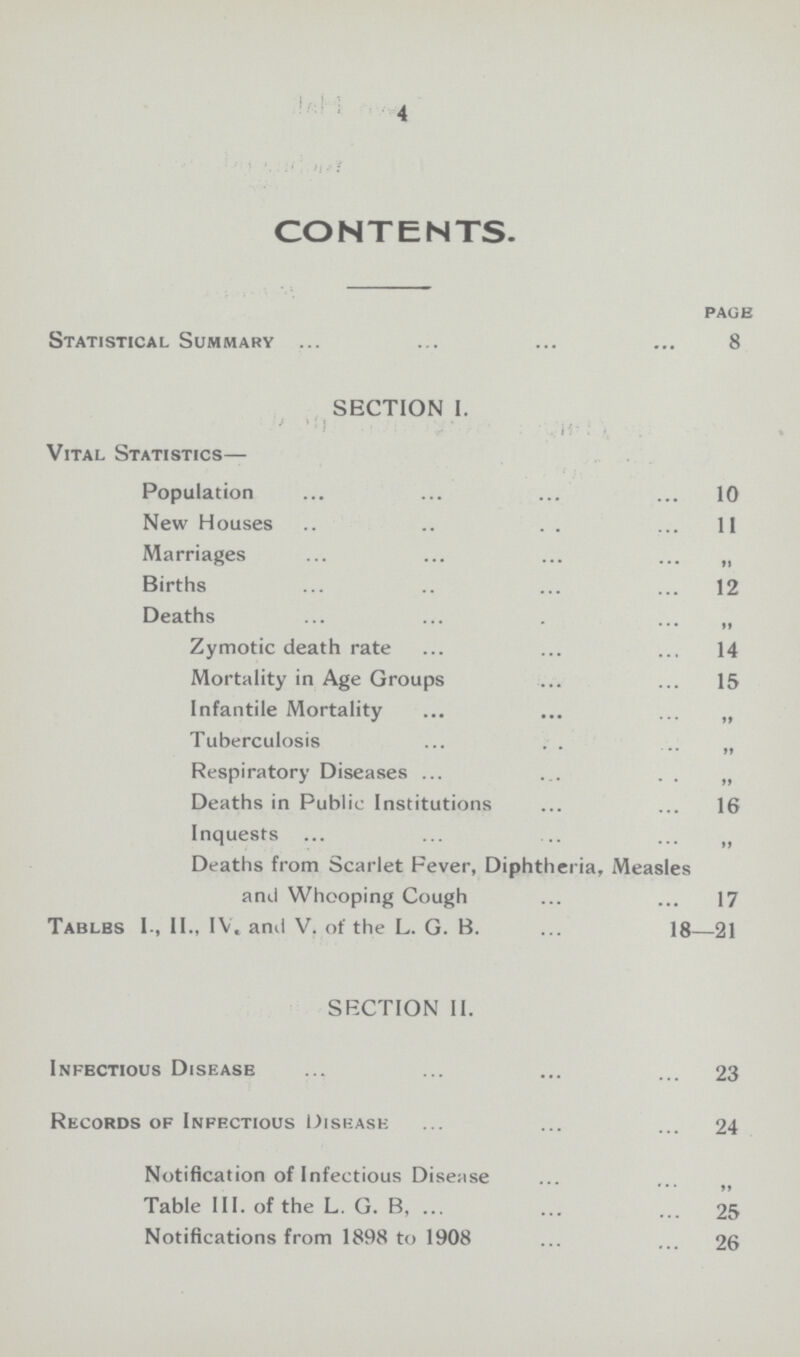 4
CONTENTS.
PAGE
STATISTICAL SUMMARY ... ... ... ... 8
SECTION I.
VITAL STATISTICS—
Population ... ... ... ... 10
New Houses .. .. . . ... 11
Marriages ... ... ... ... „
Births ... .. ... ... 12
Deaths ... ... . ... „
Zymotic death rate ... ... ... 14
Mortality in Age Groups ... ... 15
Infantile Mortality ... ... ... „
Tuberculosis ... . . .. „
Respiratory Diseases ... ... . . „
Deaths in Public Institutions ... ... 16
Inquests ... ... .. ... „
Deaths from Scarlet Fever, Diphtheria, Measles
and Whooping Cough ... ... 17
TABLBS I., II., IV. and V. of the L. G. B. ... 18—21
SECTION II.
INFECTIOUS DISEASE ... ... ... ... 23
RECORDS OF INFECTIOUS DISEASE ... ... ... 24
Notification of Infectious Disease ... ... „
Table III. of the L. G. B, ... ... ... 25
Notifications from 1898 to 1908 ... ... 26